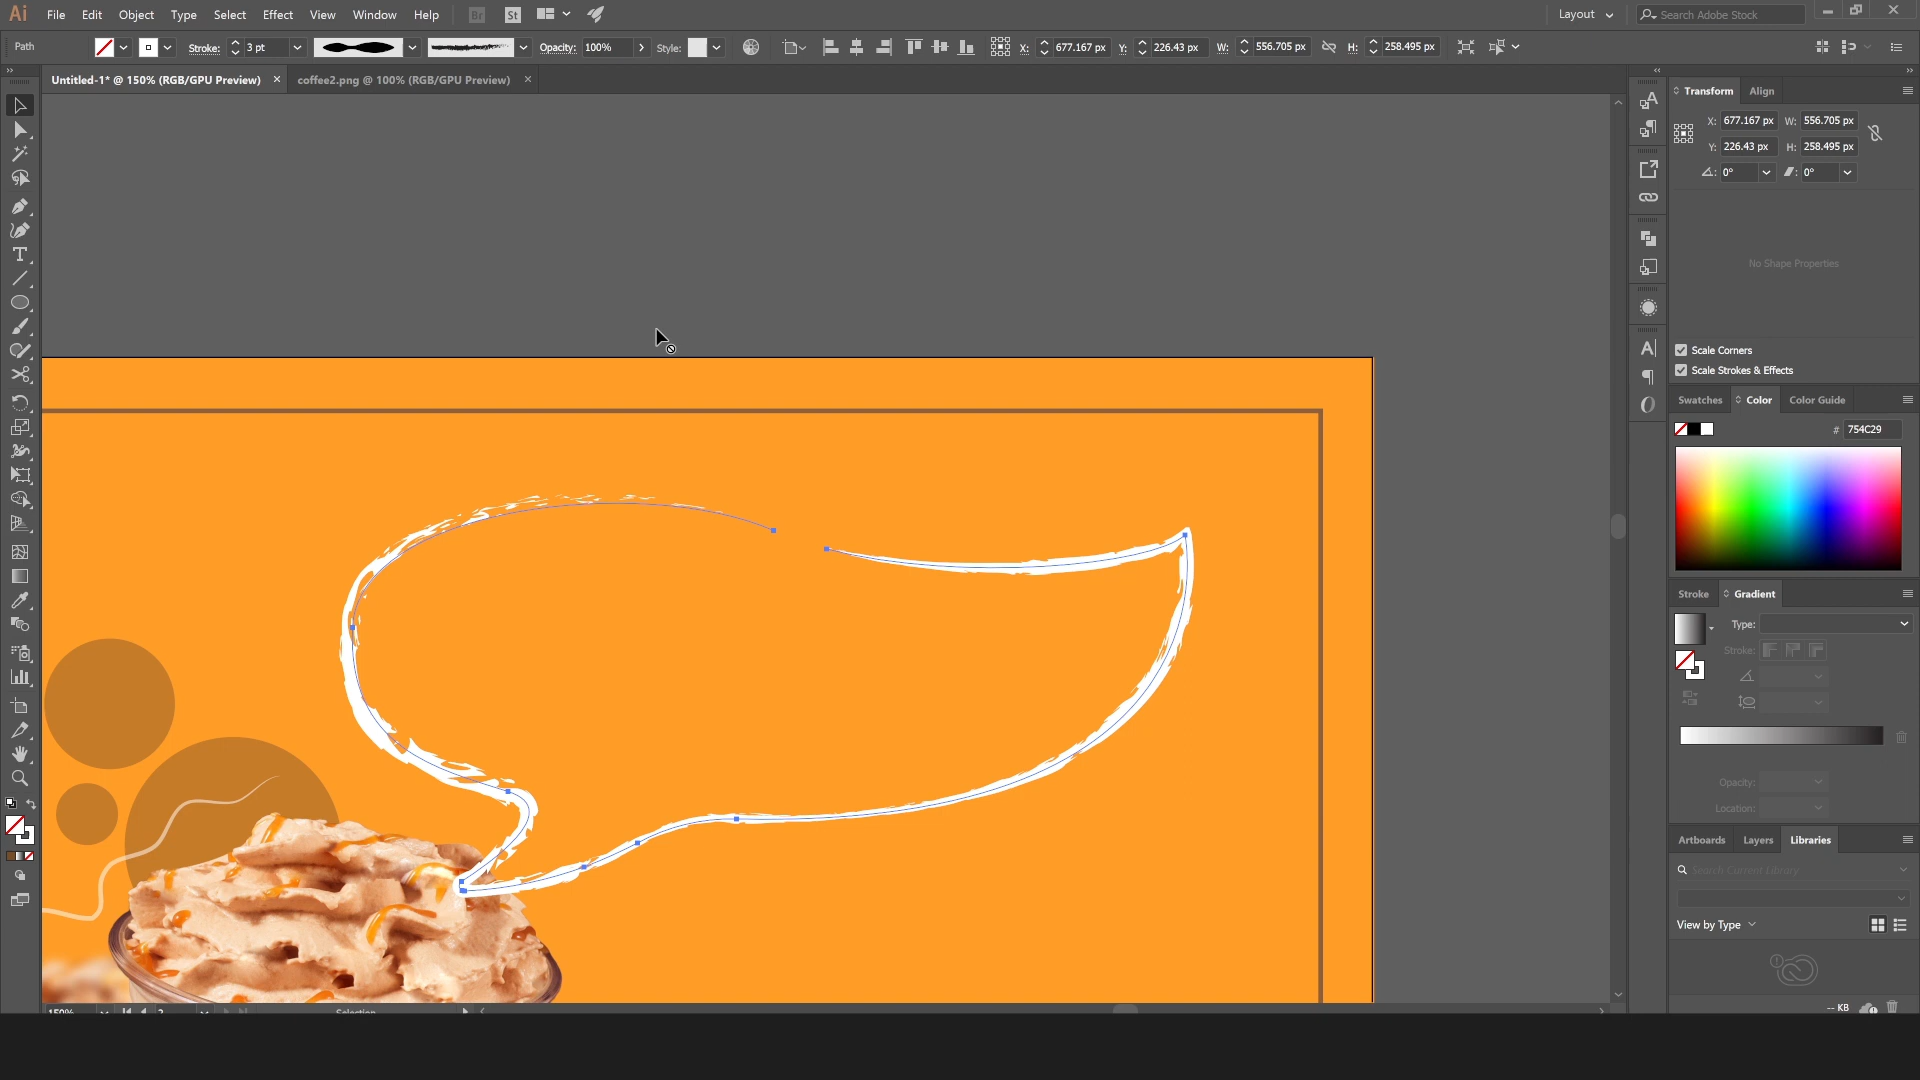 Ai File Edit Object Type Select Effect View Window Help Br St Layout Search Adobe Stock
Path Stroke: 3 pt Opacity: 100% Style: X: 677.167 px Y: 226.43 px W: 556.705 px H: 258.495 px
Untitled-1* @ 150% (RGB/GPU Preview) × coffee2.png @ 100% (RGB/GPU Preview) ×
Transform Align
X: 677.167 px W: 556.705 px
Y: 226.43 px H: 258.495 px
0° 0°
No Shape Properties
Scale Corners
Scale Strokes & Effects
Swatches Color Color Guide
# 754C29
Stroke Gradient
Type:
Stroke:
Opacity:
Location:
Artboards Layers Libraries
Search Current Library
View by Type
-- KB
150% 2 Selection